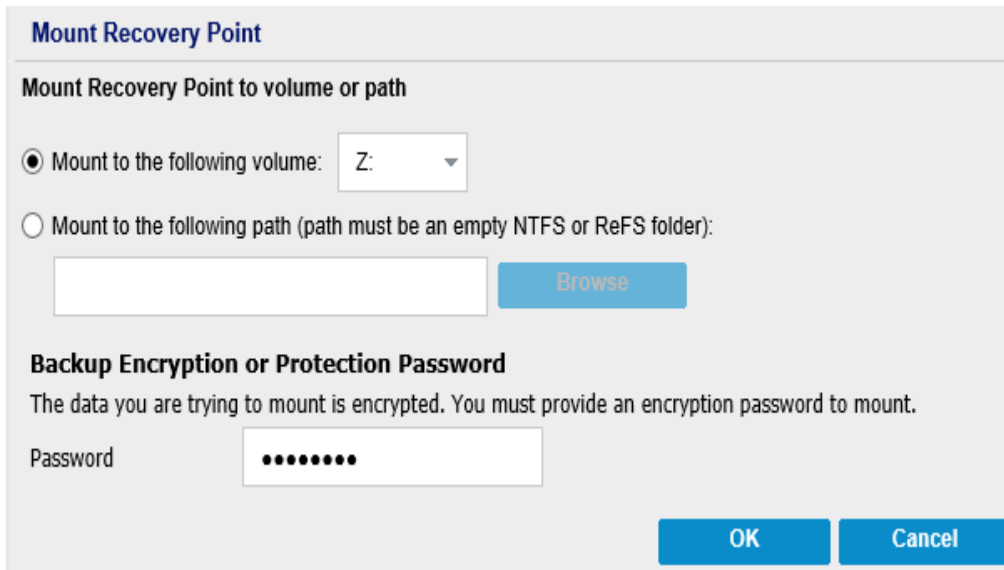 Mount Recovery Point
Mount Recovery Point to volume or path
Mount to the following volume: Z:
Mount to the following path (path must be an empty NTFS or ReFS folder):
Browse
Backup Encryption or Protection Password
The data you are trying to mount is encrypted. You must provide an encryption password to mount.
Password ●●●●●●●●
OK Cancel